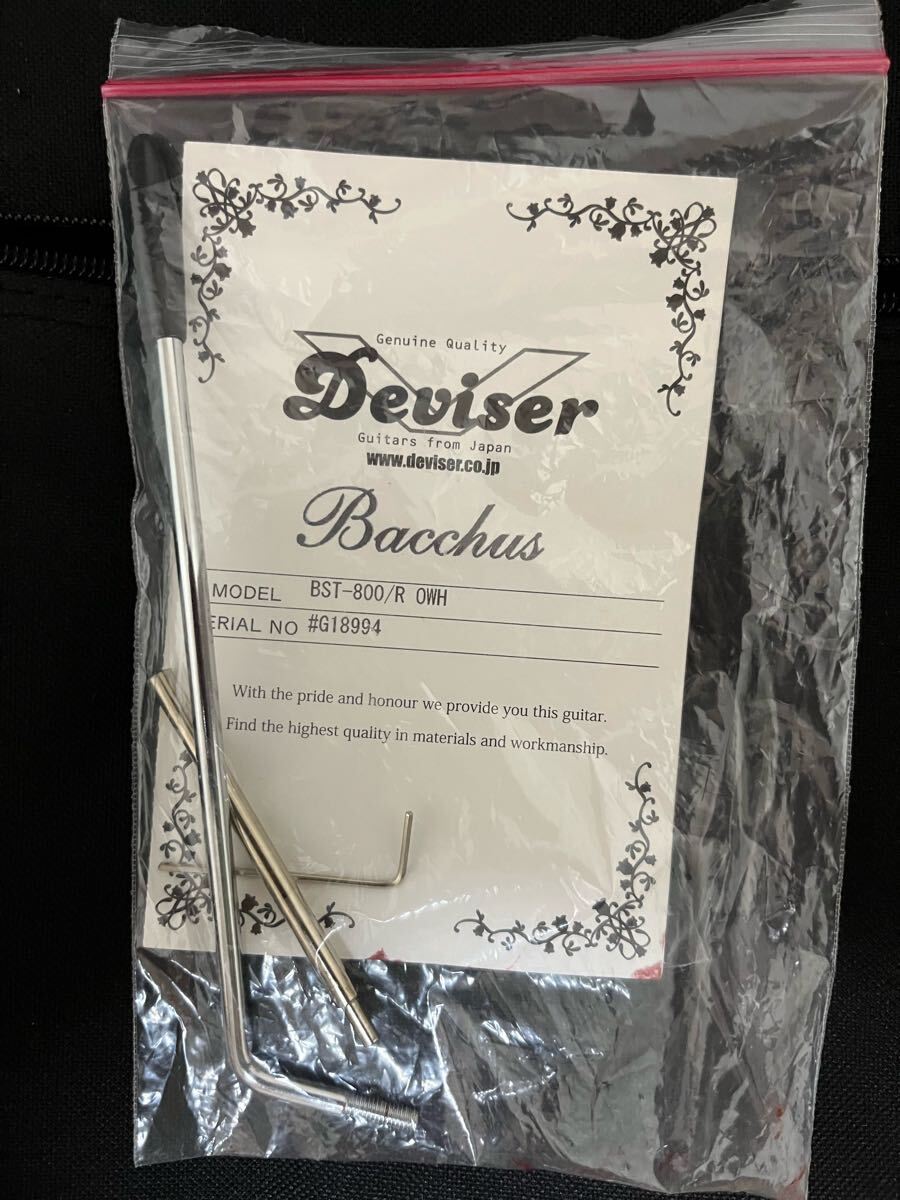 Genuine Quality
Deviser
Guitars from Japan
www.deviser.co.jp
Bacchus
MODEL BST-800/R OWH
ERIAL NO #G18994
With the pride and honour we provide you this guitar.
Find the highest quality in materials and workmanship.